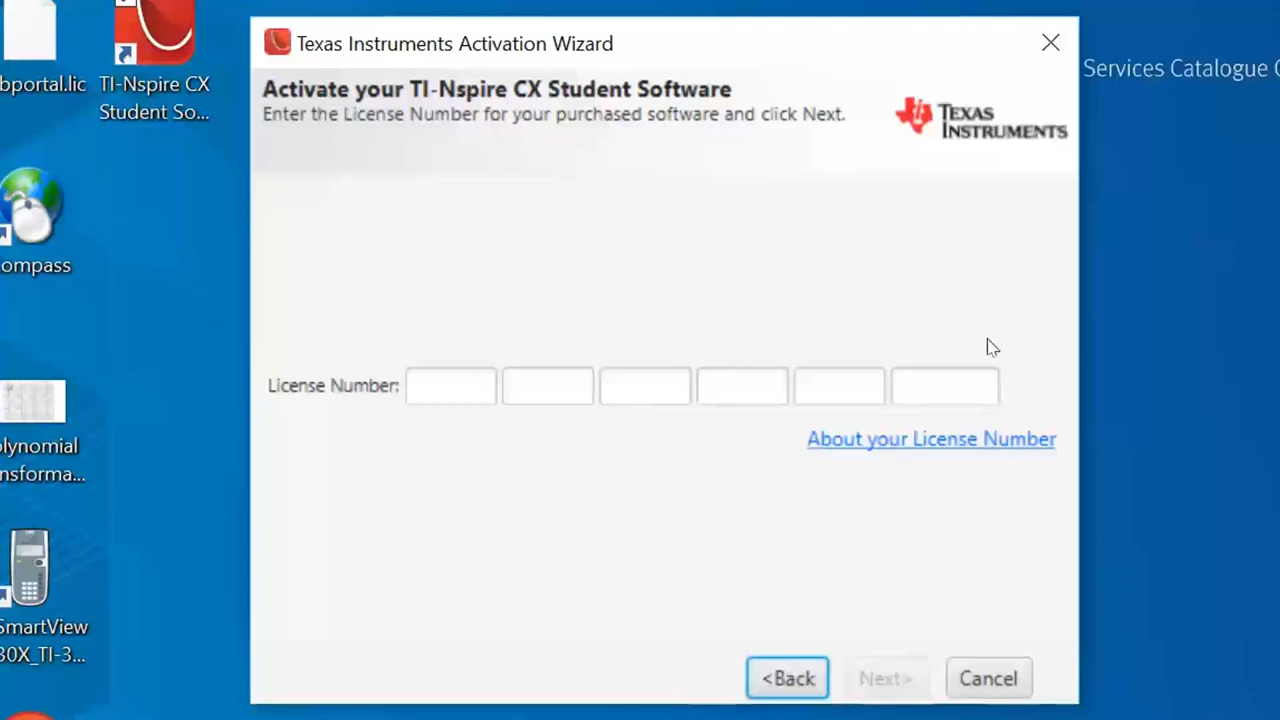 Texas Instruments Activation Wizard
Activate your TI-Nspire CX Student Software
Enter the License Number for your purchased software and click Next.
TEXAS
INSTRUMENTS
License Number:
About your License Number
<Back
Next>
Cancel
Services Catalogue
bportal.lic
TI-Nspire CX
Student So...
ompass
olynomial
nsforma...
SmartView
30X_TI-3...